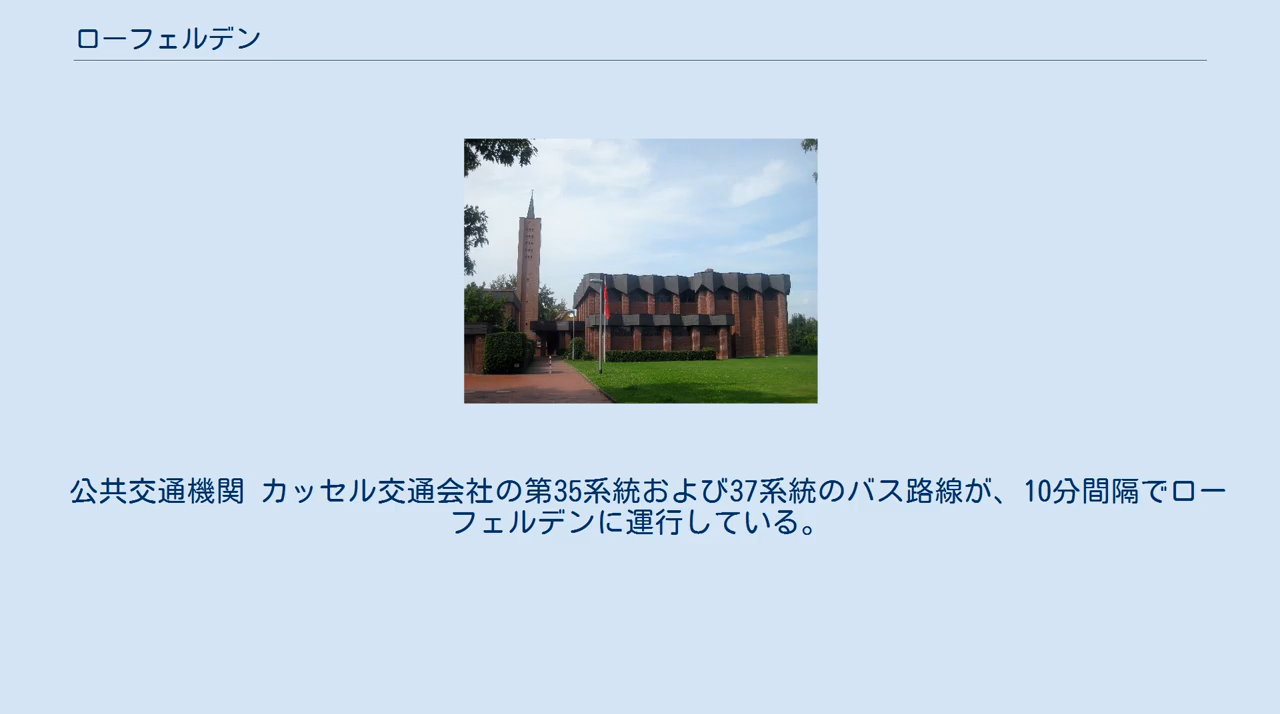 ローフェルデン
公共交通機関 カッセル交通会社の第35系統および37系統のバス路線が、10分間隔でロー
フェルデンに運行している。